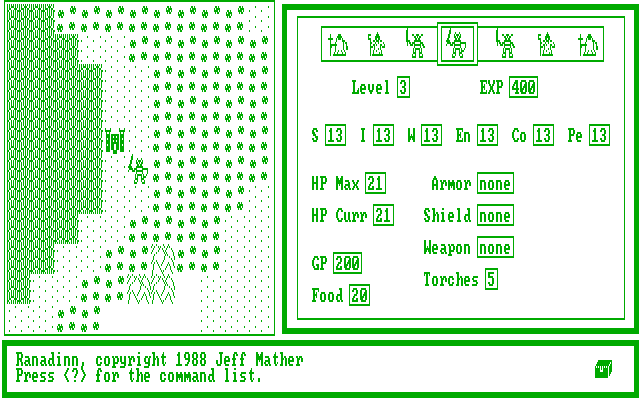 Level 3 EXP 400
S 13 I 13 W 13 En 13 Co 13 Pe 13
HP Max 21 Armor none
HP Curr 21 Shield none
Weapon none
GP 200
Torches 5
Food 20
Ranadinn, copyright 1988 Jeff Mather
Press <?> for the command list.